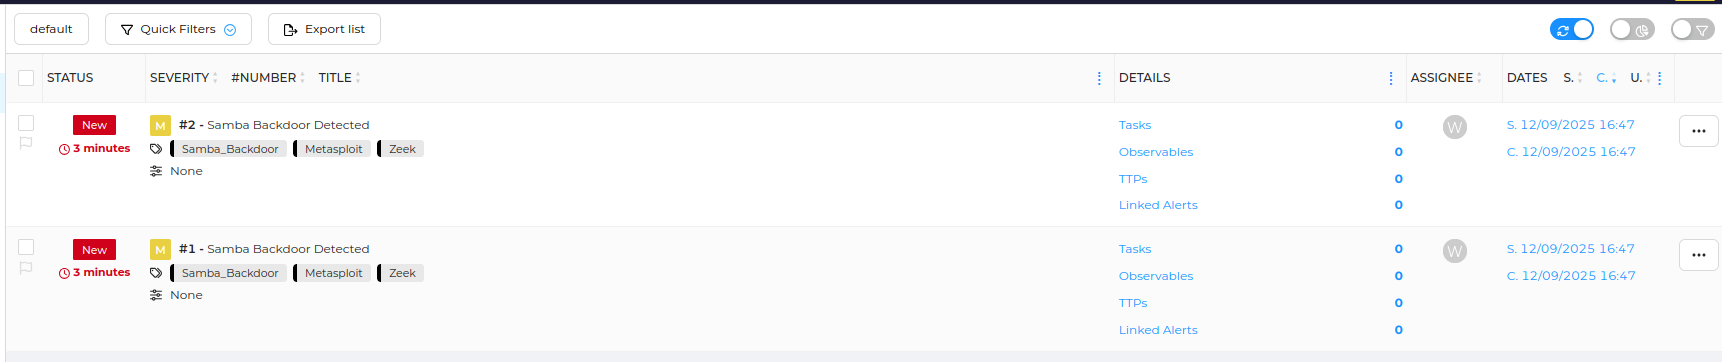 default Quick Filters Export list
STATUS SEVERITY #NUMBER TITLE DETAILS ASSIGNEE DATES S. C. U.
New M #2 - Samba Backdoor Detected Tasks 0 W S. 12/09/2025 16:47
3 minutes Samba_Backdoor Metasploit Zeek Observables 0 C. 12/09/2025 16:47
None TTPs 0
Linked Alerts 0
New M #1 - Samba Backdoor Detected Tasks 0 W S. 12/09/2025 16:47
3 minutes Samba_Backdoor Metasploit Zeek Observables 0 C. 12/09/2025 16:47
None TTPs 0
Linked Alerts 0